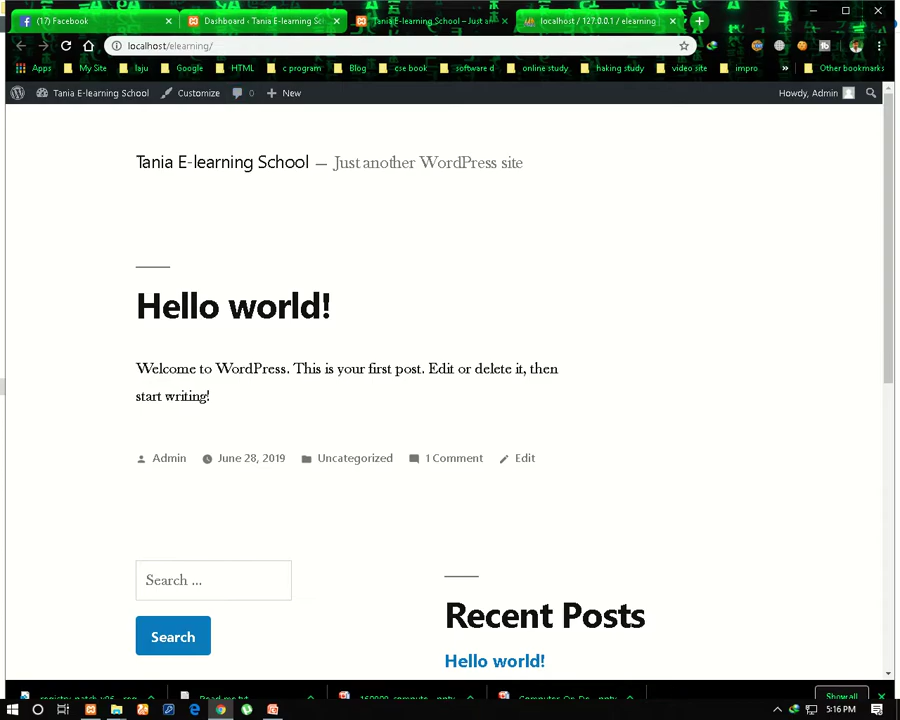 (17) Facebook
Dashboard ‹ Tania E-learning Sch
Tania E-learning School – Just an
localhost / 127.0.0.1 / elearning
localhost/elearning/
Apps My Site laju Google HTML c program Blog cse book software d online study haking study video site impro » Other bookmarks
Tania E-learning School Customize 0 New Howdy, Admin
Tania E-learning School — Just another WordPress site
Hello world!
Welcome to WordPress. This is your first post. Edit or delete it, then
start writing!
Admin June 28, 2019 Uncategorized 1 Comment Edit
Search ...
Search
Recent Posts
Hello world!
Show all
5:16 PM